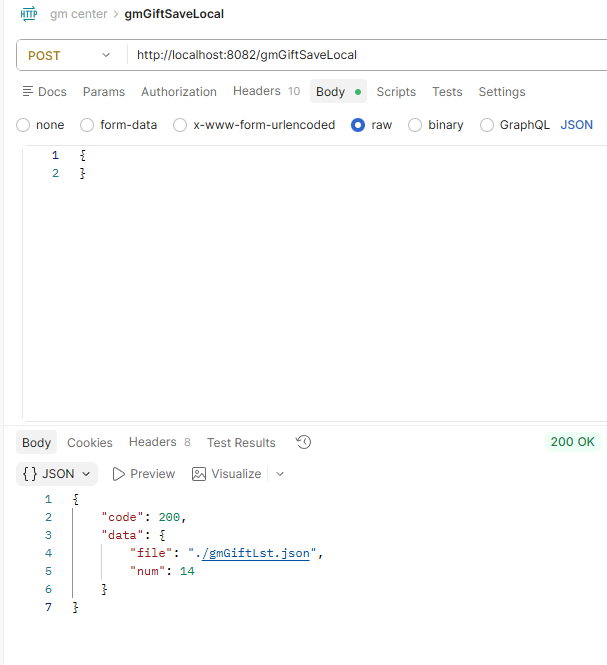 HTTP gm center > gmGiftSaveLocal
POST http://localhost:8082/gmGiftSaveLocal
Docs Params Authorization Headers 10 Body Scripts Tests Settings
none form-data x-www-form-urlencoded raw binary GraphQL JSON
1 {
2 }
Body Cookies Headers 8 Test Results 200 OK
{} JSON Preview Visualize
1 {
2 "code": 200,
3 "data": {
4 "file": "./gmGiftLst.json",
5 "num": 14
6 }
7 }